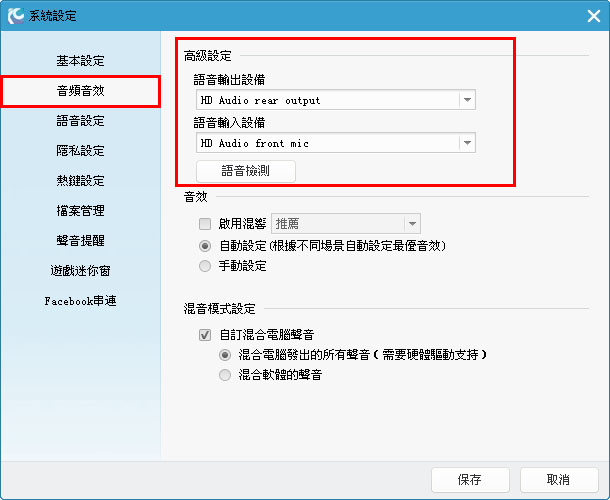 系統設定
基本設定
音頻音效
語音設定
隱私設定
熱鍵設定
檔案管理
聲音提醒
遊戲迷你窗
Facebook串連
高級設定
語音輸出設備
HD Audio rear output
語音輸入設備
HD Audio front mic
語音檢測
音效
啟用混響 推薦
自動設定(根據不同場景自動設定最優音效)
手動設定
混音模式設定
自訂混合電腦聲音
混合電腦發出的所有聲音(需要硬體驅動支持)
混合軟體的聲音
保存 取消